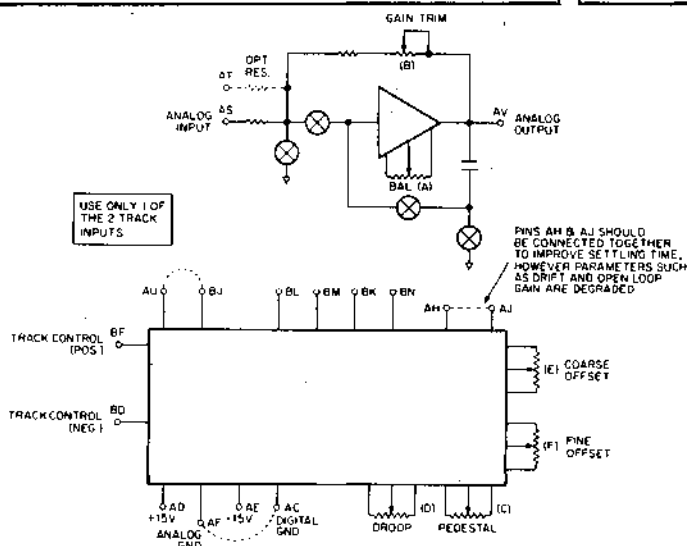 GAIN TRIM
(B)
OPT
RES.
AT
AS
ANALOG
INPUT
AV
ANALOG
OUTPUT
BAL (A)
USE ONLY 1 OF
THE 2 TRACK
INPUTS
PINS AH & AJ SHOULD
BE CONNECTED TOGETHER
TO IMPROVE SETTLING TIME,
HOWEVER PARAMETERS SUCH
AS DRIFT AND OPEN LOOP
GAIN ARE DEGRADED
AU BJ BL BM BK BN AH AJ
TRACK CONTROL BF
(POS)
(E) COARSE
OFFSET
TRACK CONTROL BD
(NEG)
(F) FINE
OFFSET
AD
+15V
AF
ANALOG
GND
AE
-15V
AC
DIGITAL
GND
(D)
DROOP
(C)
PEDESTAL